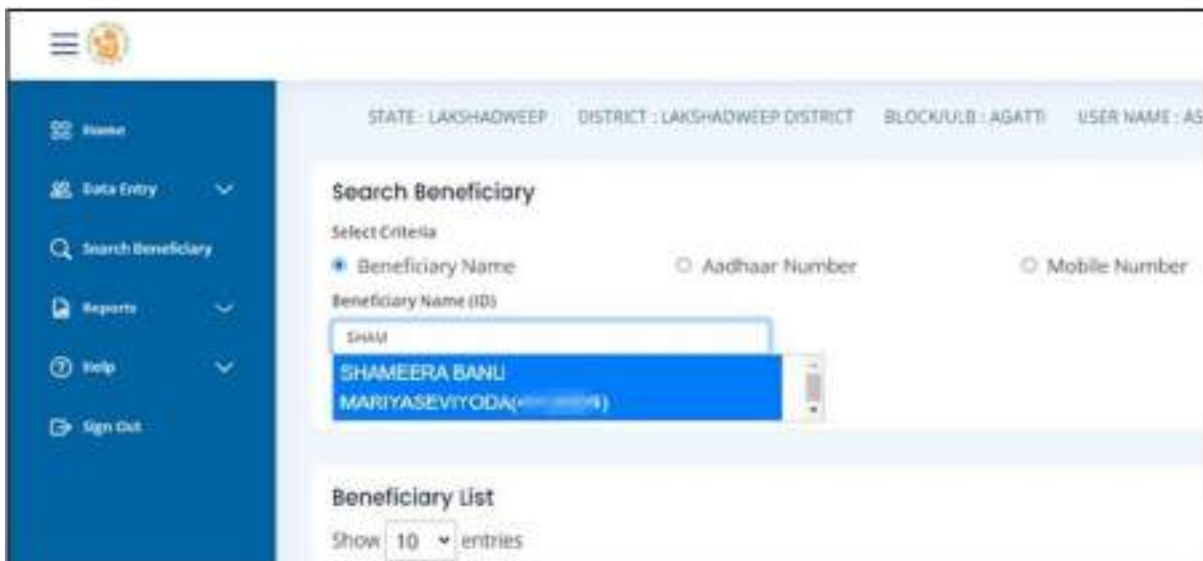 STATE : LAKSHADWEEP DISTRICT : LAKSHADWEEP DISTRICT BLOCK/ULB : AGATTI USER NAME : AS
Home
Data Entry
Search Beneficiary
Reports
Help
Sign Out
Search Beneficiary
Select Criteria
Beneficiary Name Aadhaar Number Mobile Number
Beneficiary Name (ID)
SHAM
SHAMEERA BANU
MARIYASEVIYODA(
Beneficiary List
Show 10 entries